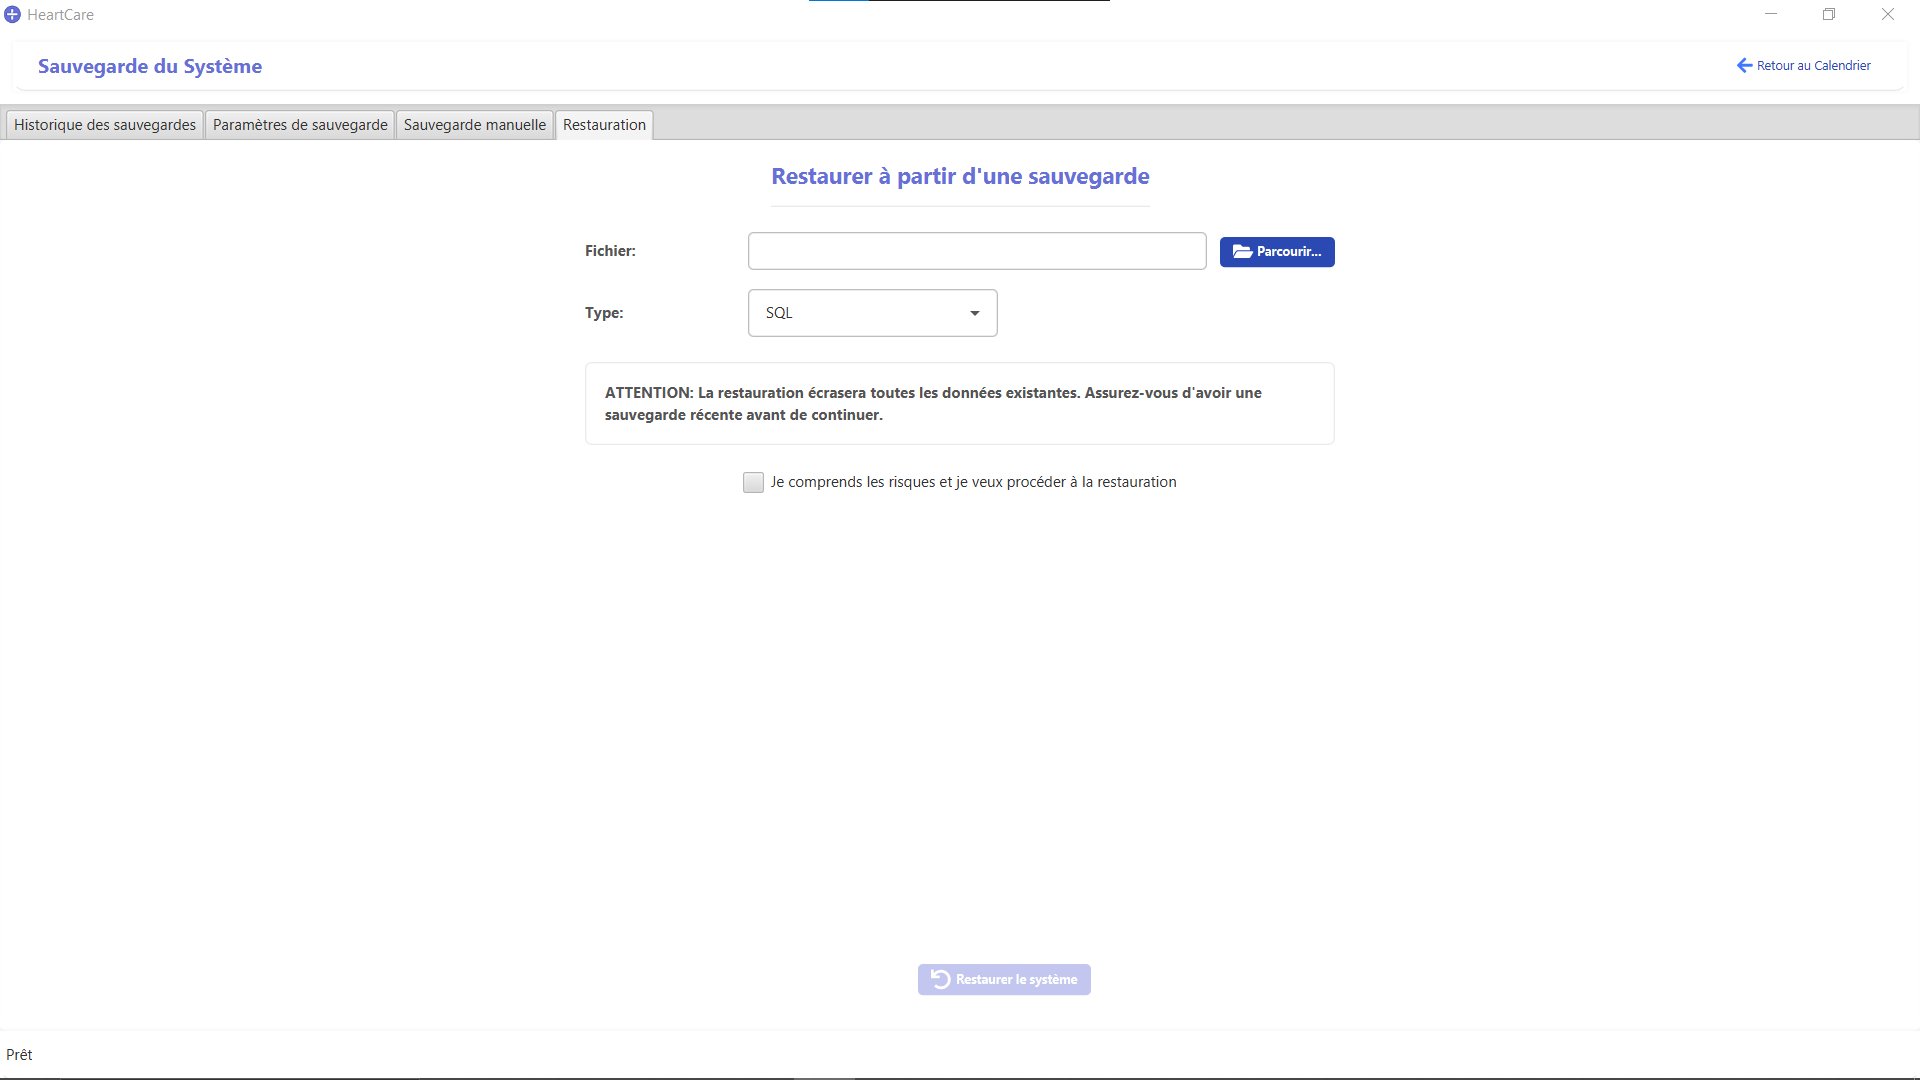 HeartCare
Sauvegarde du Système
Retour au Calendrier
Historique des sauvegardes
Paramètres de sauvegarde
Sauvegarde manuelle
Restauration
Restaurer à partir d'une sauvegarde
Fichier:
Parcourir...
Type:
SQL
ATTENTION: La restauration écrasera toutes les données existantes. Assurez-vous d'avoir une
sauvegarde récente avant de continuer.
Je comprends les risques et je veux procéder à la restauration
Restaurer le système
Prêt